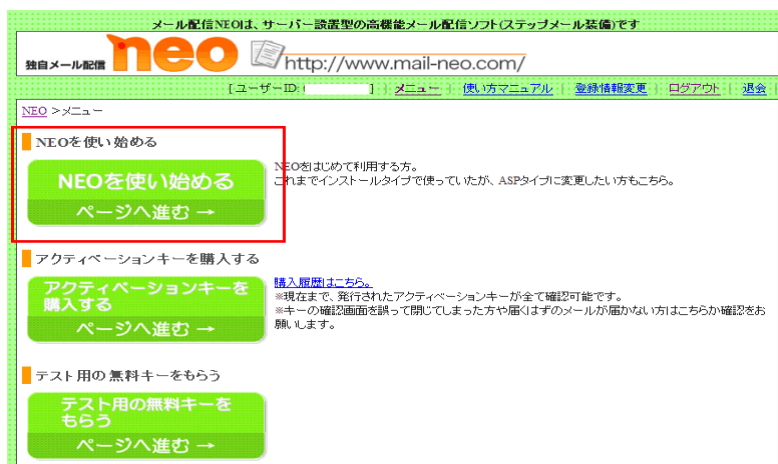 メール配信NEOは、サーバー設置型の高機能メール配信ソフト(ステップメール装備)です
独自メール配信 neo http://www.mail-neo.com/
[ユーザーID: ] | メニュー | 使い方マニュアル | 登録情報変更 | ログアウト | 退会
NEO >メニュー
NEOを使い始める
NEOを使い始める
ページへ進む →
NEOをはじめて利用する方。
これまでインストールタイプで使っていたが、ASPタイプに変更したい方もこちら。
アクティベーションキーを購入する
アクティベーションキーを
購入する
ページへ進む →
購入履歴はこちら。
※現在まで、発行されたアクティベーションキーが全て確認可能です。
※キーの確認画面を誤って閉じてしまった方や届くはずのメールが届かない方はこちらか確認をお
願いします。
テスト用の無料キーをもらう
テスト用の無料キーを
もらう
ページへ進む →